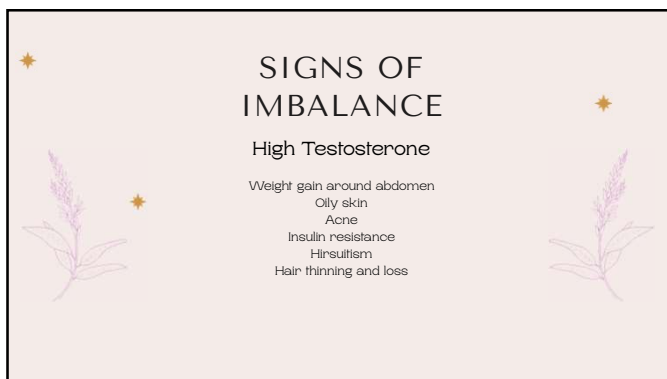 SIGNS OF
IMBALANCE
High Testosterone
Weight gain around abdomen
Oily skin
Acne
Insulin resistance
Hirsuitism
Hair thinning and loss